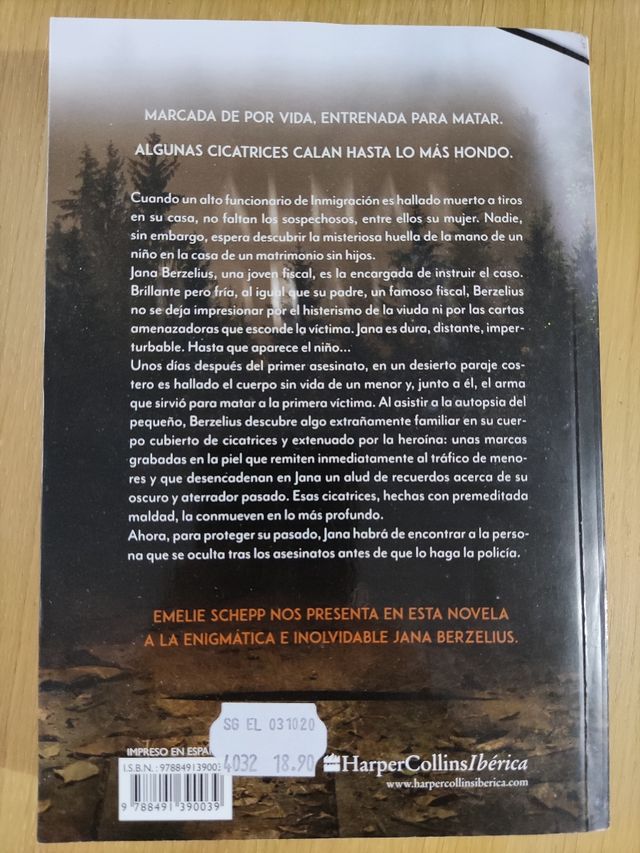 MARCADA DE POR VIDA, ENTRENADA PARA MATAR.
ALGUNAS CICATRICES CALAN HASTA LO MÁS HONDO.
Cuando un alto funcionario de Inmigración es hallado muerto a tiros
en su casa, no faltan los sospechosos, entre ellos su mujer. Nadie,
sin embargo, espera descubrir la misteriosa huella de la mano de un
niño en la casa de un matrimonio sin hijos.
Jana Berzelius, una joven fiscal, es la encargada de instruir el caso.
Brillante pero fría, al igual que su padre, un famoso fiscal, Berzelius
no se deja impresionar por el histerismo de la viuda ni por las cartas
amenazadoras que esconde la víctima. Jana es dura, distante, imper-
turbable. Hasta que aparece el niño...
Unos días después del primer asesinato, en un desierto paraje cos-
tero es hallado el cuerpo sin vida de un menor y, junto a él, el arma
que sirvió para matar a la primera víctima. Al asistir a la autopsia del
pequeño, Berzelius descubre algo extrañamente familiar en su cuer-
po cubierto de cicatrices y extenuado por la heroína: unas marcas
grabadas en la piel que remiten inmediatamente al tráfico de meno-
res y que desencadenan en Jana un alud de recuerdos acerca de su
oscuro y aterrador pasado. Esas cicatrices, hechas con premeditada
maldad, la conmueven en lo más profundo.
Ahora, para proteger su pasado, Jana habrá de encontrar a la perso-
na que se oculta tras los asesinatos antes de que lo haga la policía.
EMELIE SCHEPP NOS PRESENTA EN ESTA NOVELA
A LA ENIGMÁTICA E INOLVIDABLE JANA BERZELIUS.
SG EL 031020
4032 18.90
IMPRESO EN ESPAÑ
I.S.B.N.: 978849139003
9 788491 390039
HarperCollins Ibérica
www.harpercollinsiberica.com